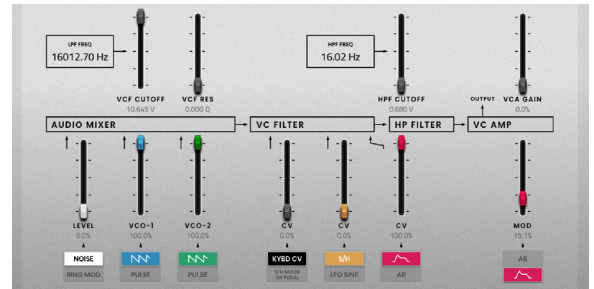 LPF FREQ
16012.70 Hz
HPF FREQ
16.02 Hz
VCF CUTOFF
10.645 V
VCF RES
0.000 Q
HPF CUTOFF
0.680 V
OUTPUT
VCA GAIN
0.0%
AUDIO MIXER
VC FILTER
HP FILTER
VC AMP
LEVEL
0.0%
VCO-1
100.0%
VCO-2
100.0%
CV
0.0%
CV
0.0%
CV
100.0%
MOD
19.1%
NOISE
KYBD CV
S/H
AR
RING MOD
PULSE
PULSE
S/H MIXER
OR PEDAL
LFO SINE
AR